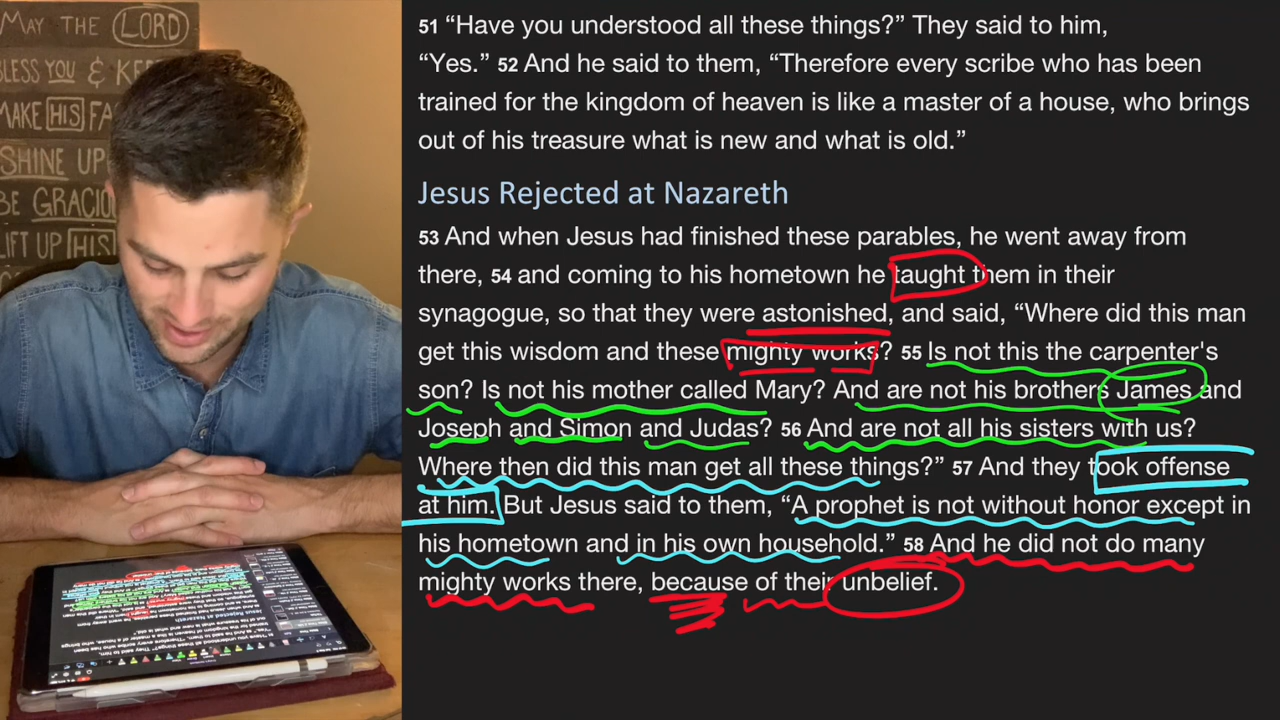 MAY THE LORD
BLESS YOU & KEE
MAKE HIS FA
SHINE UP
BE GRACIO
LIFT UP HIS
51 “Have you understood all these things?” They said to him,
“Yes.” 52 And he said to them, “Therefore every scribe who has been
trained for the kingdom of heaven is like a master of a house, who brings
out of his treasure what is new and what is old.”
Jesus Rejected at Nazareth
53 And when Jesus had finished these parables, he went away from
there, 54 and coming to his hometown he taught them in their
synagogue, so that they were astonished, and said, “Where did this man
get this wisdom and these mighty works? 55 Is not this the carpenter's
son? Is not his mother called Mary? And are not his brothers James and
Joseph and Simon and Judas? 56 And are not all his sisters with us?
Where then did this man get all these things?” 57 And they took offense
at him. But Jesus said to them, “A prophet is not without honor except in
his hometown and in his own household.” 58 And he did not do many
mighty works there, because of their unbelief.